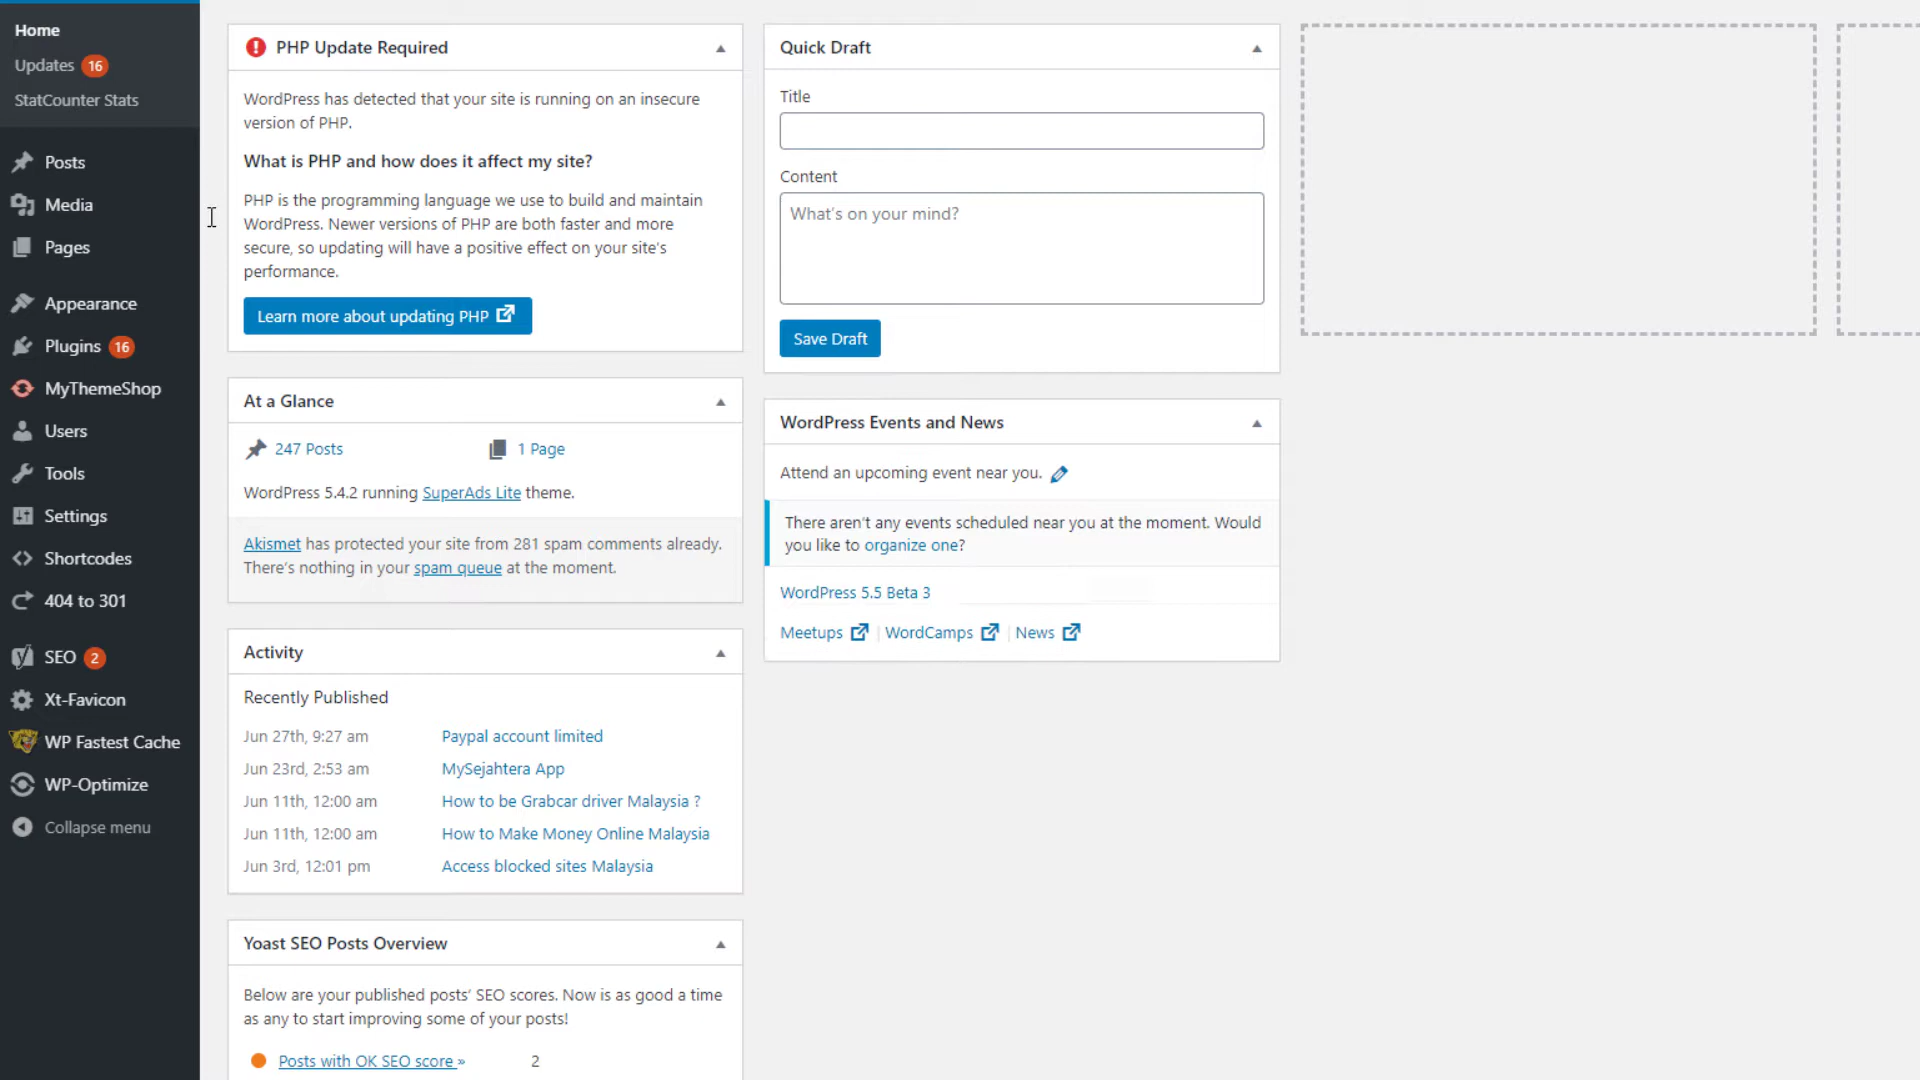 Home
Updates 16
StatCounter Stats
Posts
Media
Pages
Appearance
Plugins 16
MyThemeShop
Users
Tools
Settings
Shortcodes
404 to 301
SEO 2
Xt-Favicon
WP Fastest Cache
WP-Optimize
Collapse menu
PHP Update Required
WordPress has detected that your site is running on an insecure
version of PHP.
What is PHP and how does it affect my site?
PHP is the programming language we use to build and maintain
WordPress. Newer versions of PHP are both faster and more
secure, so updating will have a positive effect on your site's
performance.
Learn more about updating PHP
At a Glance
247 Posts
1 Page
WordPress 5.4.2 running SuperAds Lite theme.
Akismet has protected your site from 281 spam comments already.
There's nothing in your spam queue at the moment.
Activity
Recently Published
Jun 27th, 9:27 am Paypal account limited
Jun 23rd, 2:53 am MySejahtera App
Jun 11th, 12:00 am How to be Grabcar driver Malaysia ?
Jun 11th, 12:00 am How to Make Money Online Malaysia
Jun 3rd, 12:01 pm Access blocked sites Malaysia
Yoast SEO Posts Overview
Below are your published posts' SEO scores. Now is as good a time
as any to start improving some of your posts!
Posts with OK SEO score » 2
Quick Draft
Title
Content
What's on your mind?
Save Draft
WordPress Events and News
Attend an upcoming event near you.
There aren't any events scheduled near you at the moment. Would
you like to organize one?
WordPress 5.5 Beta 3
Meetups | WordCamps | News